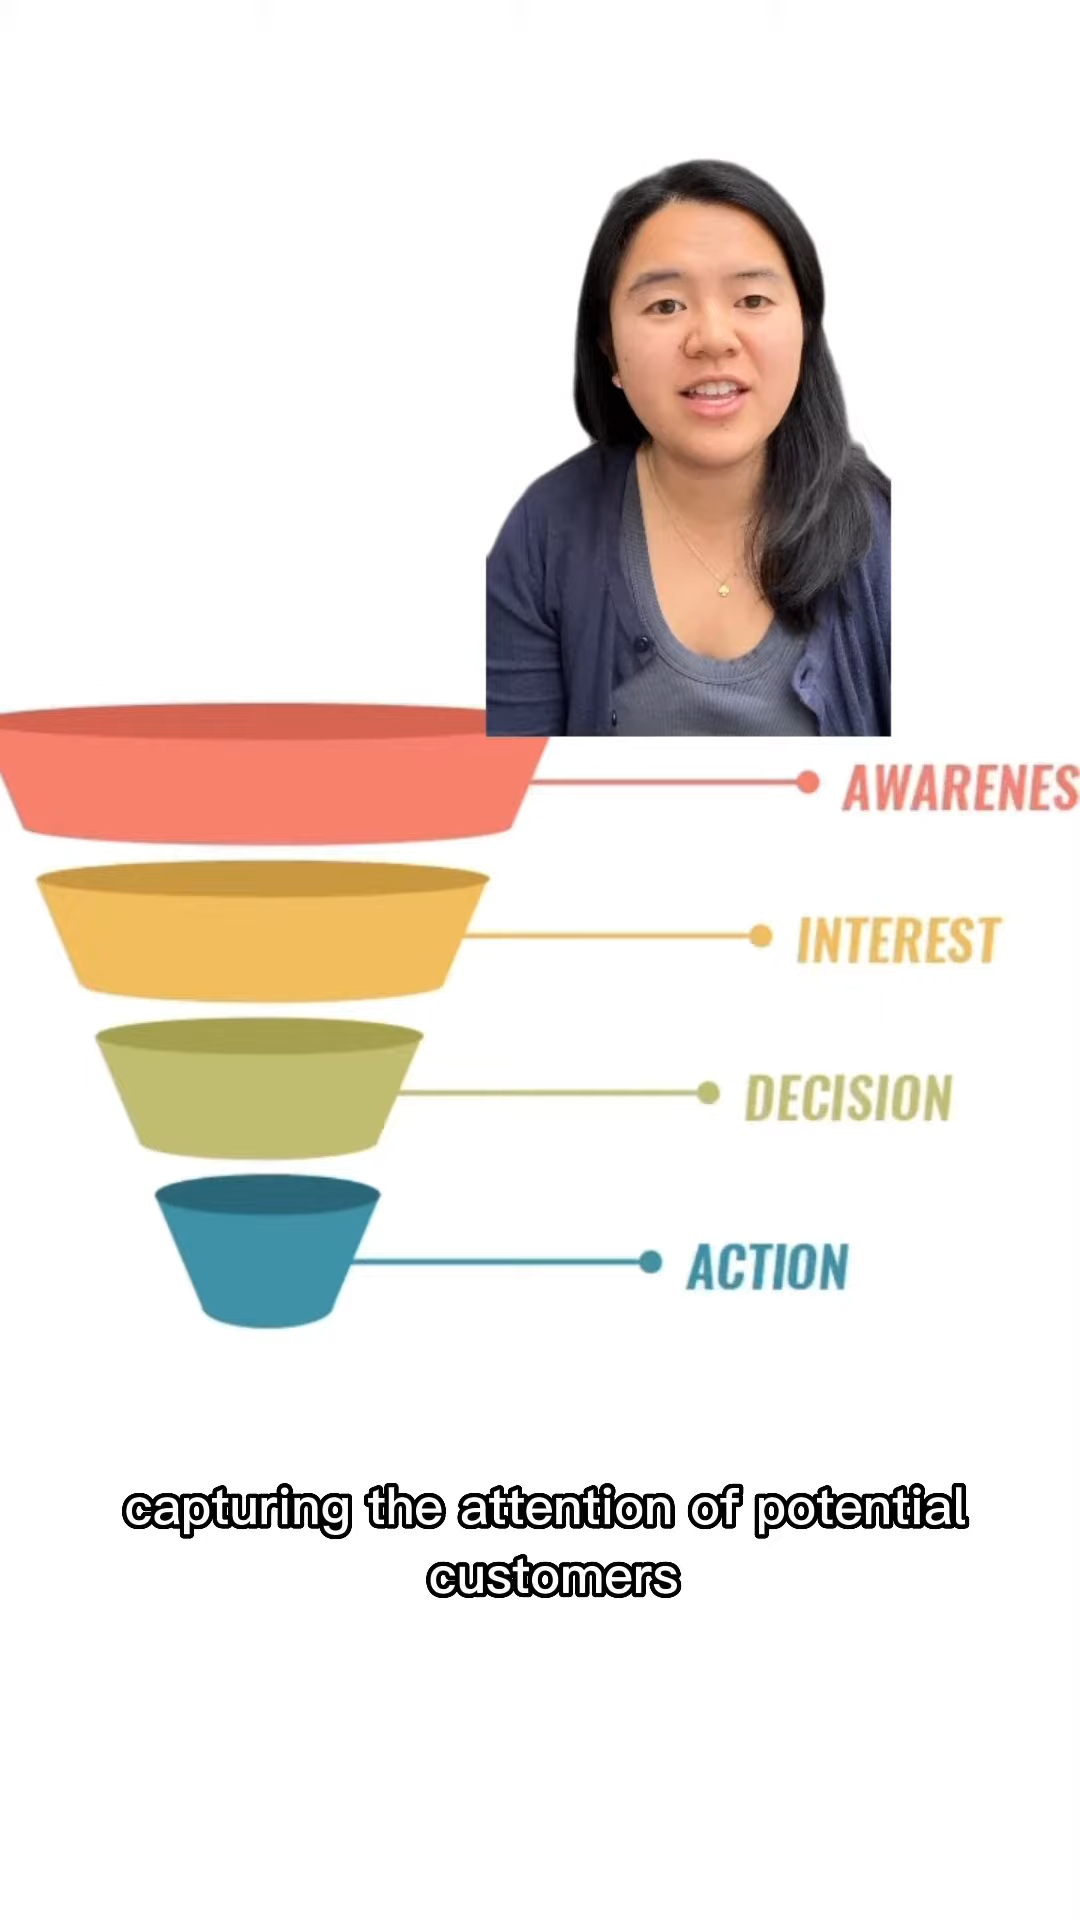 AWARENES
INTEREST
DECISION
ACTION
capturing the attention of potential
customers